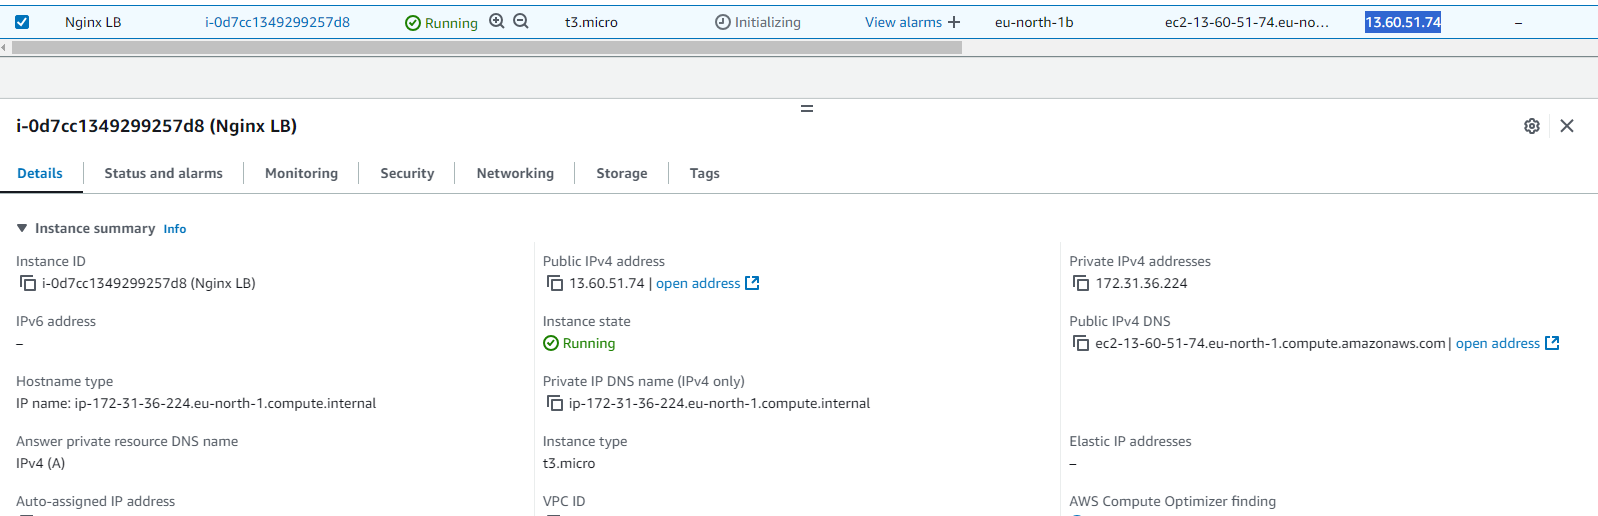 Nginx LB i-0d7cc1349299257d8 Running t3.micro Initializing View alarms + eu-north-1b ec2-13-60-51-74.eu-no... 13.60.51.74 –
i-0d7cc1349299257d8 (Nginx LB)
Details Status and alarms Monitoring Security Networking Storage Tags
Instance summary Info
Instance ID Public IPv4 address Private IPv4 addresses
i-0d7cc1349299257d8 (Nginx LB) 13.60.51.74 | open address 172.31.36.224
IPv6 address Instance state Public IPv4 DNS
– Running ec2-13-60-51-74.eu-north-1.compute.amazonaws.com | open address
Hostname type Private IP DNS name (IPv4 only)
IP name: ip-172-31-36-224.eu-north-1.compute.internal ip-172-31-36-224.eu-north-1.compute.internal
Answer private resource DNS name Instance type Elastic IP addresses
IPv4 (A) t3.micro –
Auto-assigned IP address VPC ID AWS Compute Optimizer finding